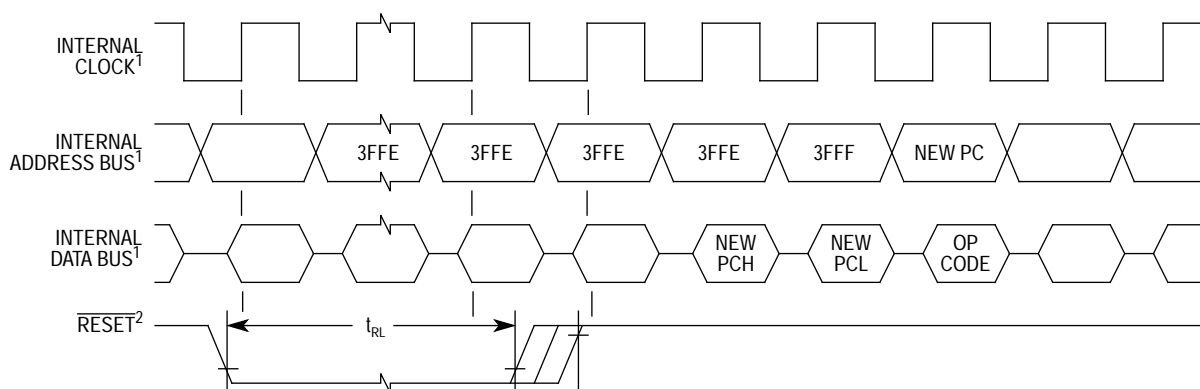 INTERNAL
CLOCK1
INTERNAL
ADDRESS BUS1
3FFE 3FFE 3FFE 3FFE 3FFF NEW PC
INTERNAL
DATA BUS1
NEW
PCH
NEW
PCL
OP
CODE
RESET2
tRL